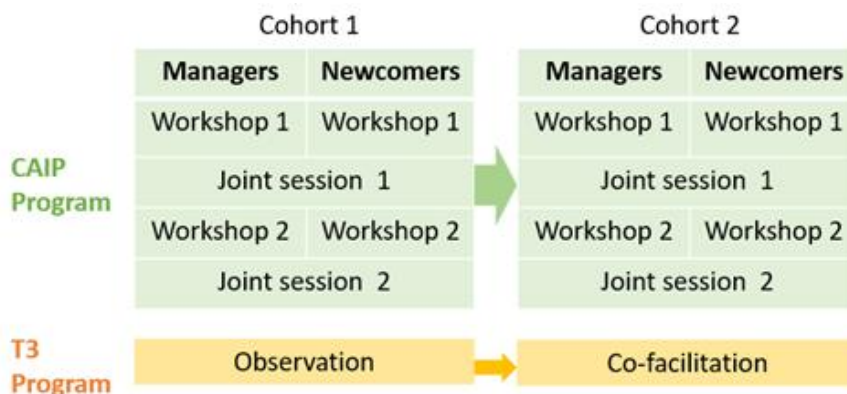 Cohort 1 Cohort 2
Managers Newcomers Managers Newcomers
Workshop 1 Workshop 1 Workshop 1 Workshop 1
CAIP
Program
Joint session 1 Joint session 1
Workshop 2 Workshop 2 Workshop 2 Workshop 2
Joint session 2 Joint session 2
T3
Program
Observation Co-facilitation